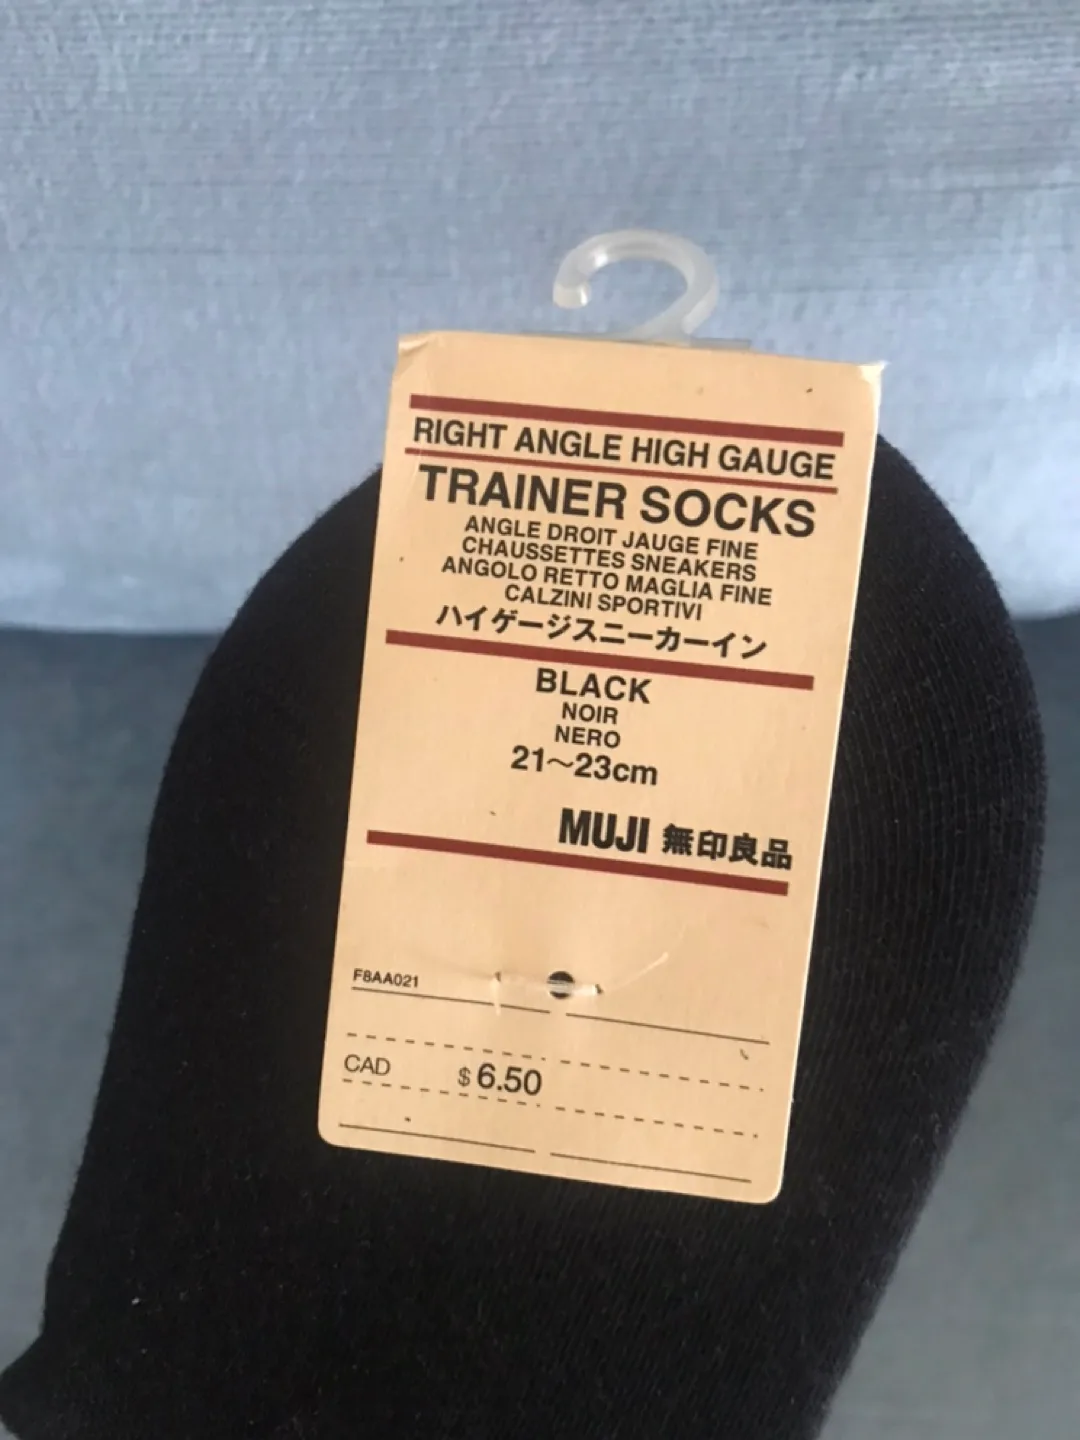 RIGHT ANGLE HIGH GAUGE
TRAINER SOCKS
ANGLE DROIT JAUGE FINE
CHAUSSETTES SNEAKERS
ANGOLO RETTO MAGLIA FINE
CALZINI SPORTIVI
ハイゲージスニーカーイン
BLACK
NOIR
NERO
21〜23cm
MUJI 無印良品
F8AA021
CAD $6.50